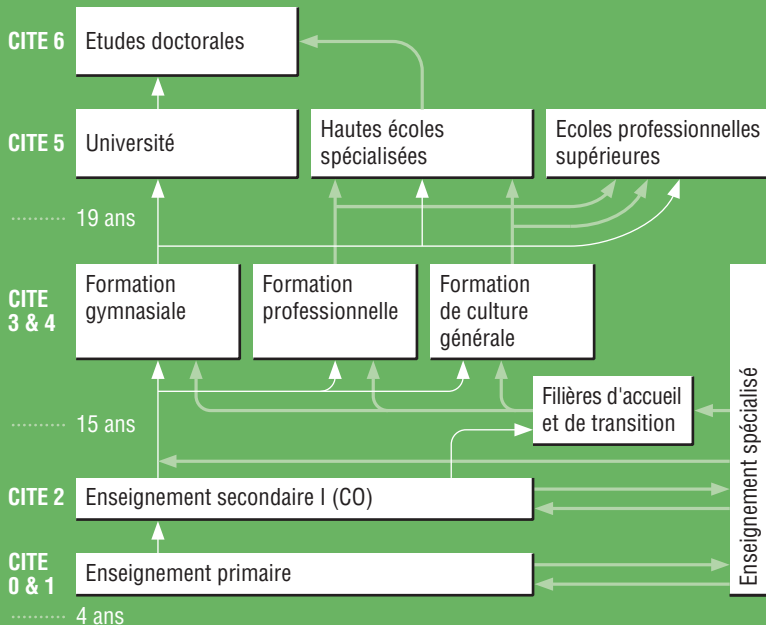 CITE 6
Etudes doctorales
CITE 5
Université
Hautes écoles
spécialisées
Ecoles professionnelles
supérieures
19 ans
CITE
3 & 4
Formation
gymnasiale
Formation
professionnelle
Formation
de culture
générale
Filières d'accueil
et de transition
Enseignement spécialisé
15 ans
CITE 2
Enseignement secondaire I (CO)
CITE
0 & 1
Enseignement primaire
4 ans